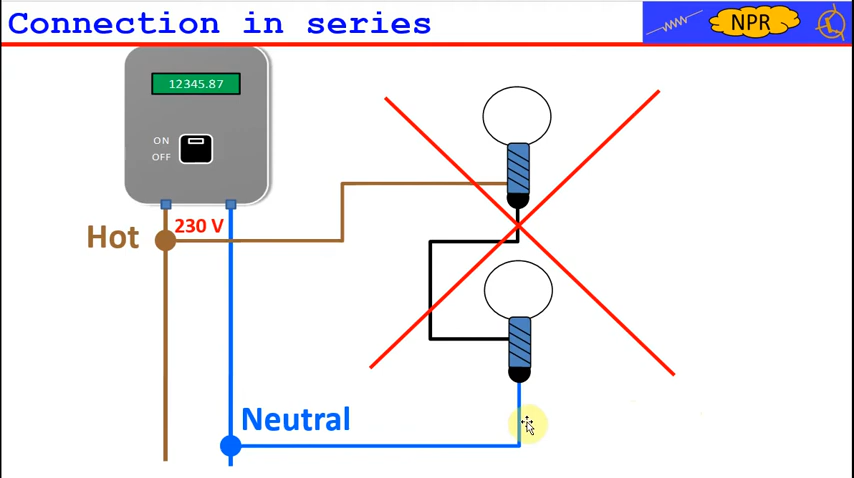 Connection in series
NPR
12345.87
ON
OFF
230 V
Hot
Neutral